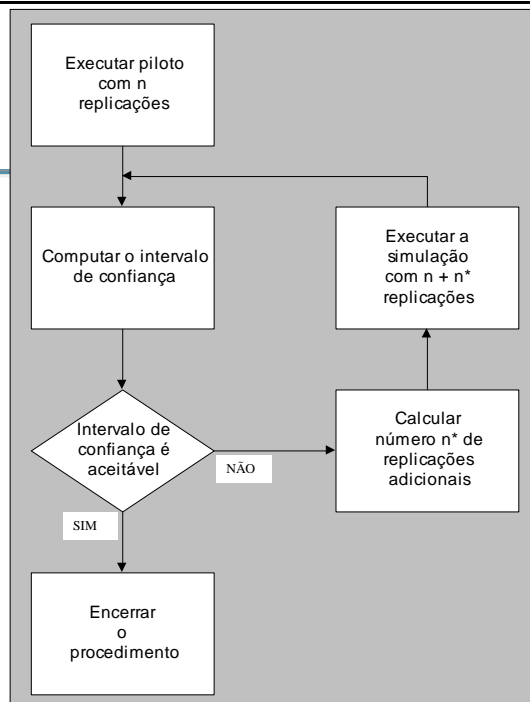 Executar piloto
com n
replicações
Computar o intervalo
de confiança
Executar a
simulação
com n + n*
replicações
Intervalo de
confiança é
aceitável
NÃO
Calcular
número n* de
replicações
adicionais
SIM
Encerrar
o
procedimento